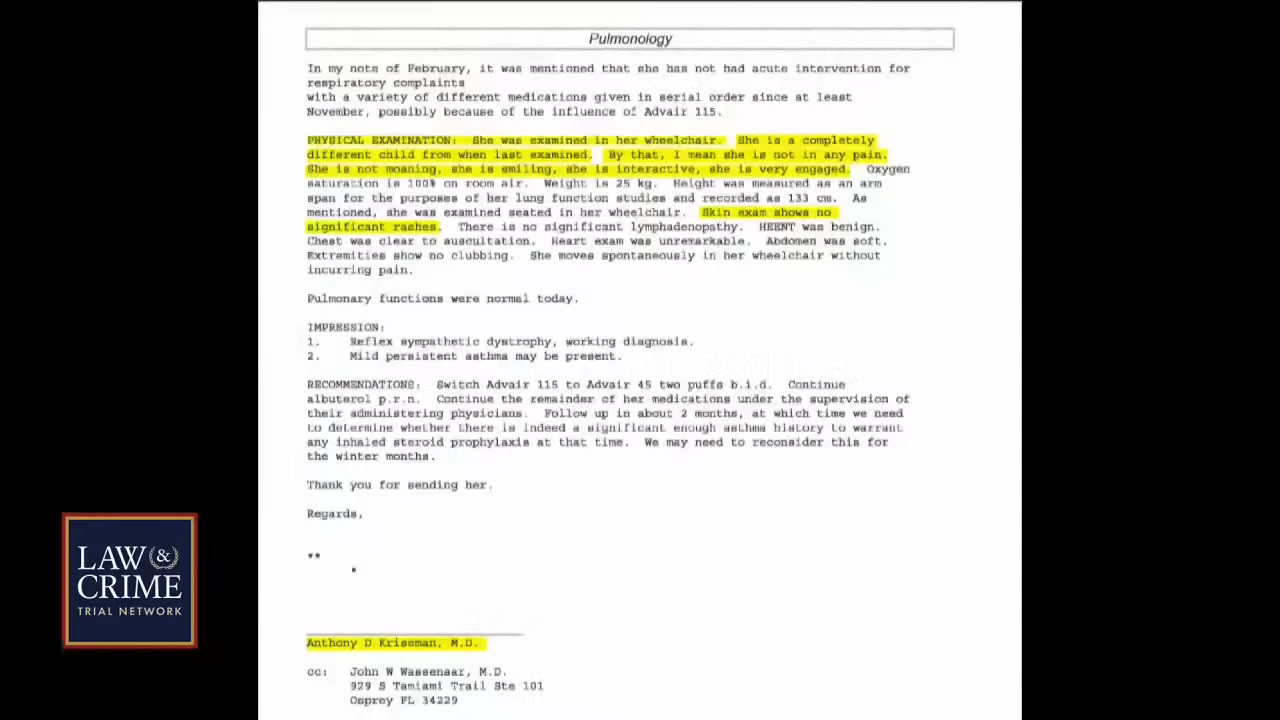 Pulmonology
In my note of February, it was mentioned that she has not had acute intervention for
respiratory complaints
with a variety of different medications given in serial order since at least
November, possibly because of the influence of Advair 115.
PHYSICAL EXAMINATION: She was examined in her wheelchair. She is a completely
different child from when last examined. By that, I mean she is not in any pain.
She is not moaning, she is smiling, she is interactive, she is very engaged. Oxygen
saturation is 100% on room air. Weight is 25 kg. Height was measured as an arm
span for the purposes of her lung function studies and recorded as 133 cm. As
mentioned, she was examined seated in her wheelchair. Skin exam shows no
significant rashes. There is no significant lymphadenopathy. HEENT was benign.
Chest was clear to auscultation. Heart exam was unremarkable. Abdomen was soft.
Extremities show no clubbing. She moves spontaneously in her wheelchair without
incurring pain.
Pulmonary functions were normal today.
IMPRESSION:
1. Reflex sympathetic dystrophy, working diagnosis.
2. Mild persistent asthma may be present.
RECOMMENDATIONS: Switch Advair 115 to Advair 45 two puffs b.i.d. Continue
albuterol p.r.n. Continue the remainder of her medications under the supervision of
their administering physicians. Follow up in about 2 months, at which time we need
to determine whether there is indeed a significant enough asthma history to warrant
any inhaled steroid prophylaxis at that time. We may need to reconsider this for
the winter months.
Thank you for sending her.
Regards,
**
Anthony D Kriseman, M.D.
cc: John W Wassenaar, M.D.
929 S Tamiami Trail Ste 101
Osprey FL 34229
LAW &
CRIME
TRIAL NETWORK